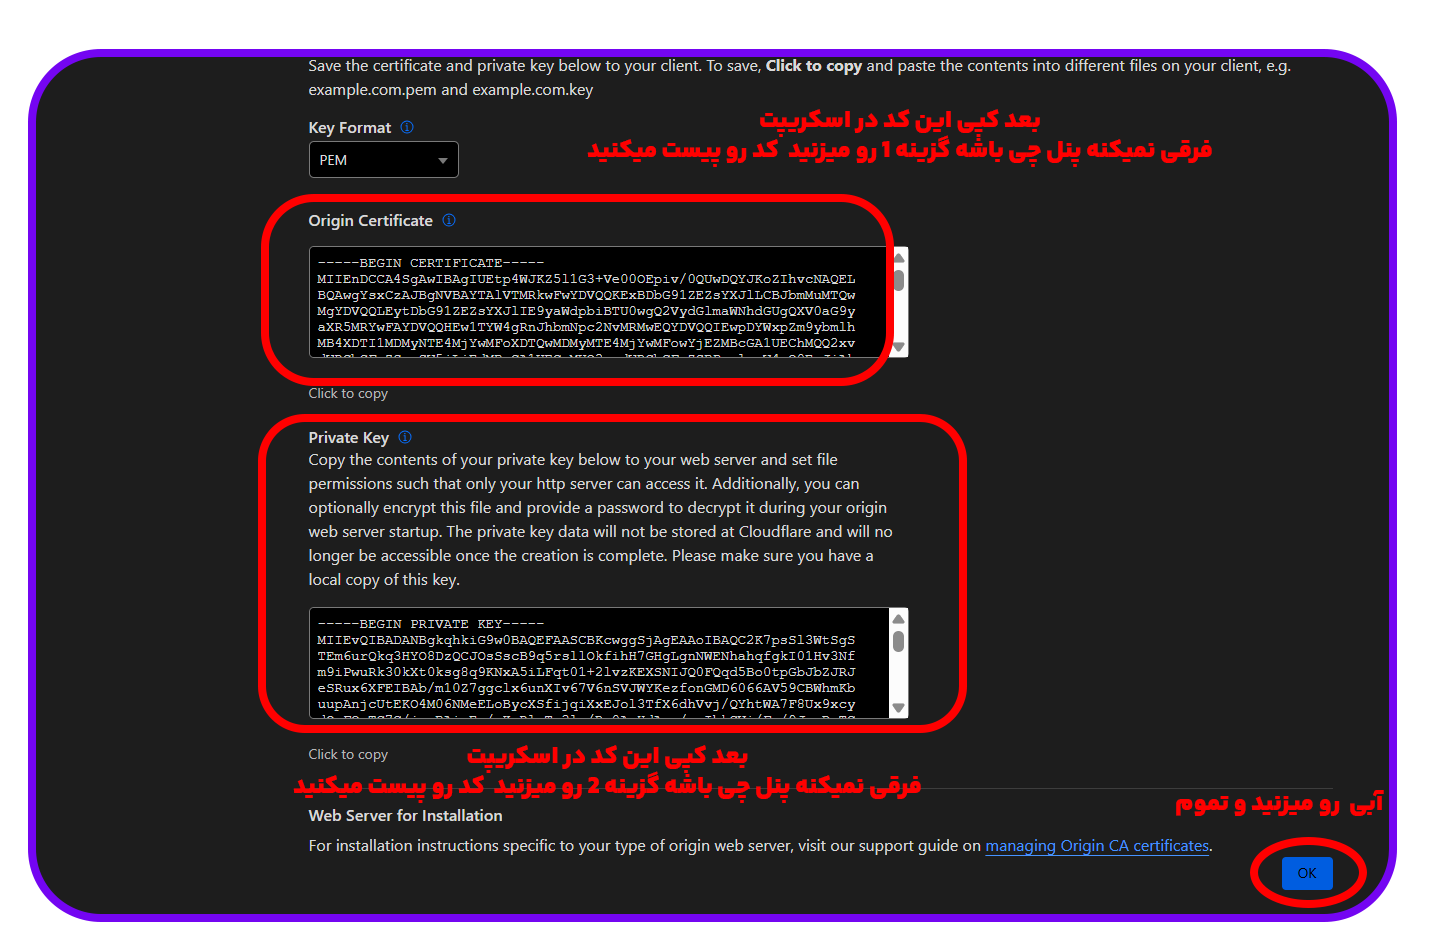 Save the certificate and private key below to your client. To save, Click to copy and paste the contents into different files on your client, e.g.
example.com.pem and example.com.key
بعد کپی این کد در اسکریپت
فرقی نمیکنه پنل چی باشه گزینه 1 رو میزنید کد رو پیست میکنید
Key Format
PEM
Origin Certificate
-----BEGIN CERTIFICATE-----
MIIEnDCCA4SgAwIBAgIUEtp4WJKZ5l1G3+Ve00OEpiv/0QUwDQYJKoZIhvcNAQEL
BQAwgYsxCzAJBgNVBAYTAlVTMRkwFwYDVQQKExBDbG91ZEZsYXJlLCBJbmMuMTQw
MgYDVQQLEytDbG91ZEZsYXJlIE9yaWdpbiBTU0wgQ2VydGlmaWNhdGUgQXV0aG9y
aXR5MRYwFAYDVQQHEw1TYW4gRnJhbmNpc2NvMRMwEQYDVQQIEwpDYWxpZm9ybmlh
MB4XDTI1MDMyNTE4MjYwMFoXDTQwMDMyMTE4MjYwMFowYjEZMBcGA1UEChMQQ2xv
Click to copy
Private Key
Copy the contents of your private key below to your web server and set file
permissions such that only your http server can access it. Additionally, you can
optionally encrypt this file and provide a password to decrypt it during your origin
web server startup. The private key data will not be stored at Cloudflare and will no
longer be accessible once the creation is complete. Please make sure you have a
local copy of this key.
-----BEGIN PRIVATE KEY-----
MIIEvQIBADANBgkqhkiG9w0BAQEFAASCBKcwggSjAgEAAoIBAQC2K7psSl3WtSgS
TEm6urQkq3HYO8DzQCJOsSscB9q5rsllOkfihH7GHgLgnNWENhahqfgkI01Hv3Nf
m9iPwuRk30kXt0ksg8q9KNxA5iLFqt01+2lvzKEXSNIJQ0FQqd5Bo0tpGbJbZJRJ
eSRux6XFEIBAb/ml0Z7ggclx6unXIv67V6nSVJWYKezfonGMD6066AV59CBWhmKb
uupAnjcUtEKO4M06NMeELoBycXSfijqiXxEJol3TfX6dhVvj/QYhtWA7F8Ux9xcy
Click to copy
بعد کپی این کد در اسکریپت
فرقی نمیکنه پنل چی باشه گزینه 2 رو میزنید کد رو پیست میکنید
آبی رو میزنید و تموم
Web Server for Installation
For installation instructions specific to your type of origin web server, visit our support guide on managing Origin CA certificates.
OK